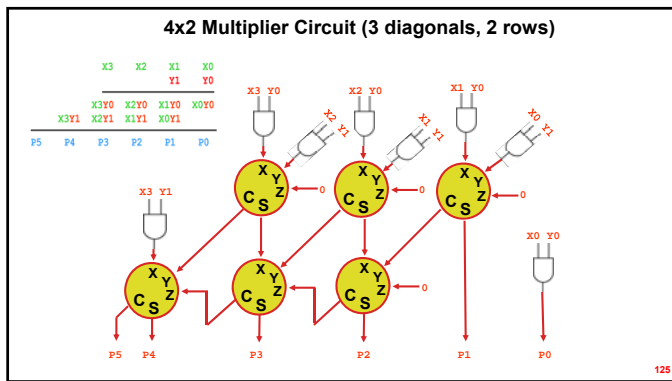 4x2 Multiplier Circuit (3 diagonals, 2 rows)
X3 X2 X1 X0
Y1 Y0
X3Y0 X2Y0 X1Y0 X0Y0
X3Y1 X2Y1 X1Y1 X0Y1
P5 P4 P3 P2 P1 P0
X3 Y0
X2 Y0
X1 Y0
X2 Y1
X1 Y1
X0 Y1
X Y Z C S
0
X Y Z C S
0
X Y Z C S
0
X3 Y1
X0 Y0
X Y Z C S
X Y Z C S
X Y Z C S
0
P5 P4 P3 P2 P1 P0
125